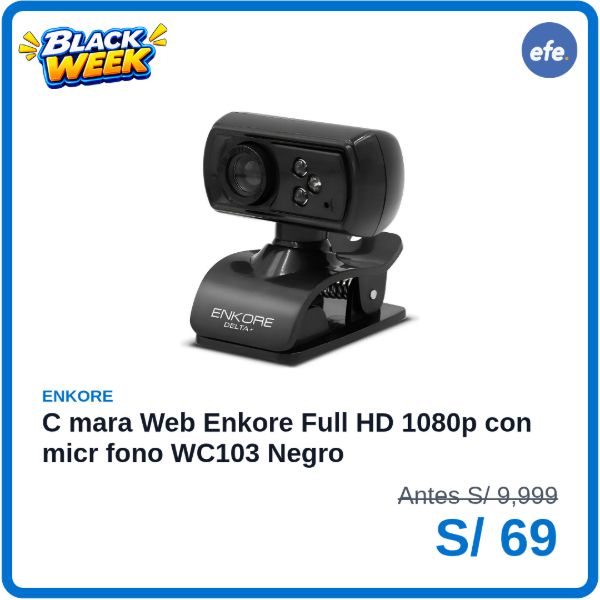 BLACK
WEEK
efe.
ENKORE
DELTA+
ENKORE
C mara Web Enkore Full HD 1080p con
micr fono WC103 Negro
Antes S/ 9,999
S/ 69